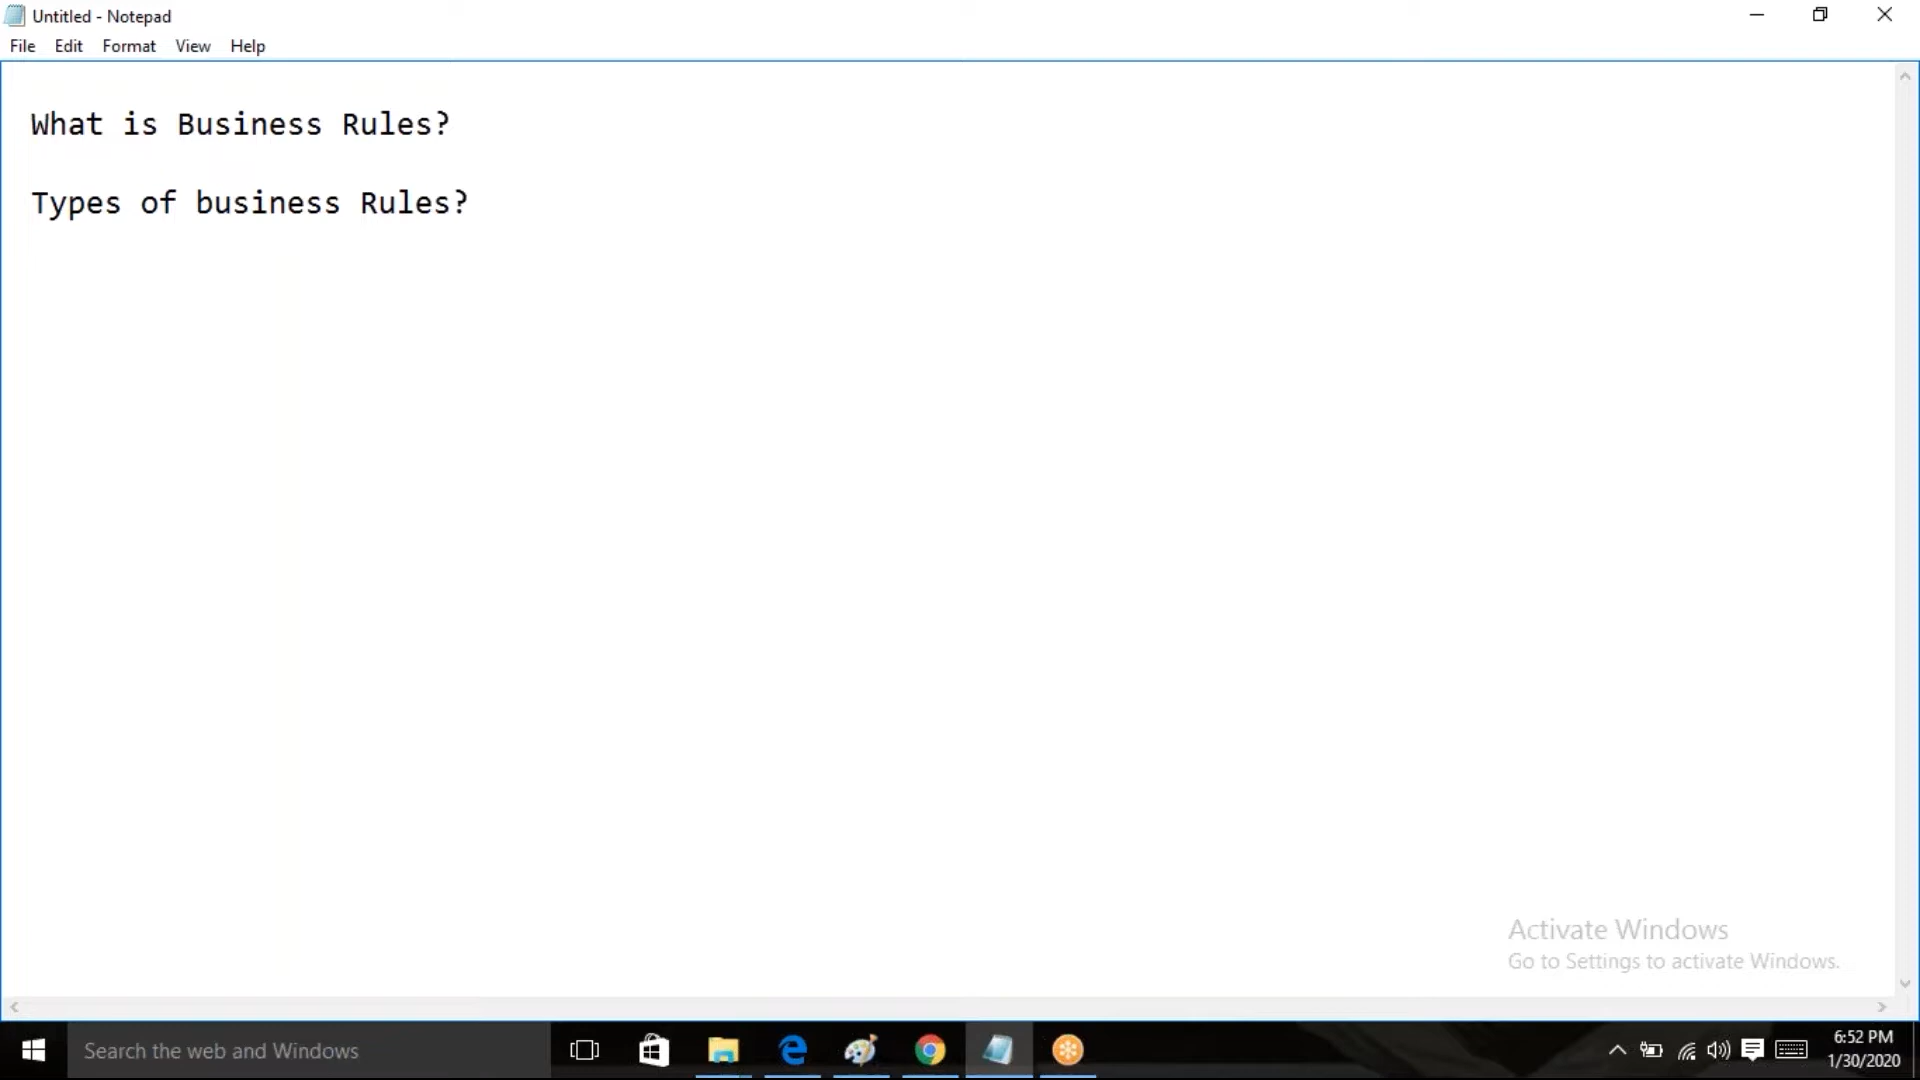 Untitled - Notepad
File Edit Format View Help
What is Business Rules?
Types of business Rules?
Activate Windows
Go to Settings to activate Windows.
Search the web and Windows
6:52 PM
1/30/2020